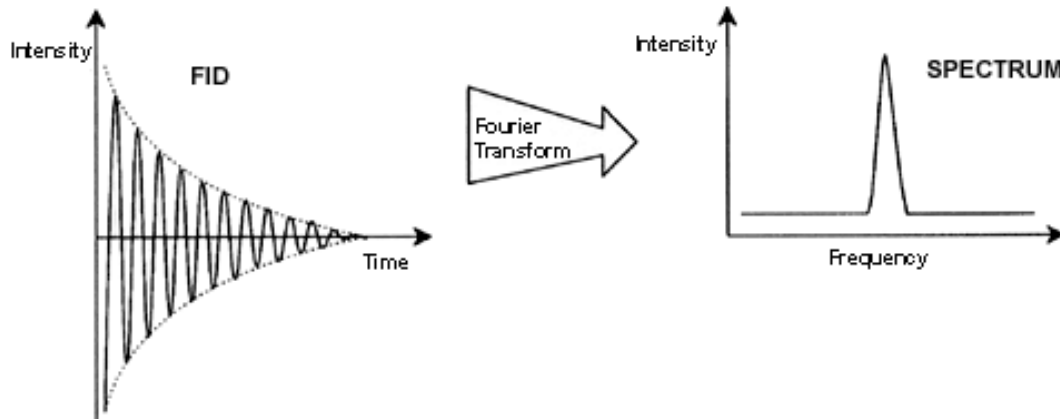 Intensity
FID
Time
Fourier
Transform
Intensity
SPECTRUM
Frequency